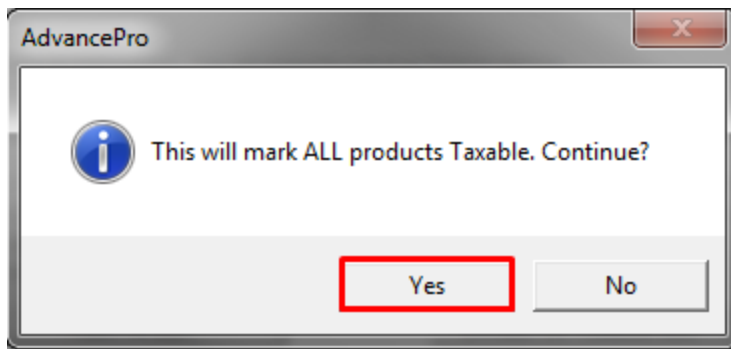 AdvancePro
This will mark ALL products Taxable. Continue?
Yes No